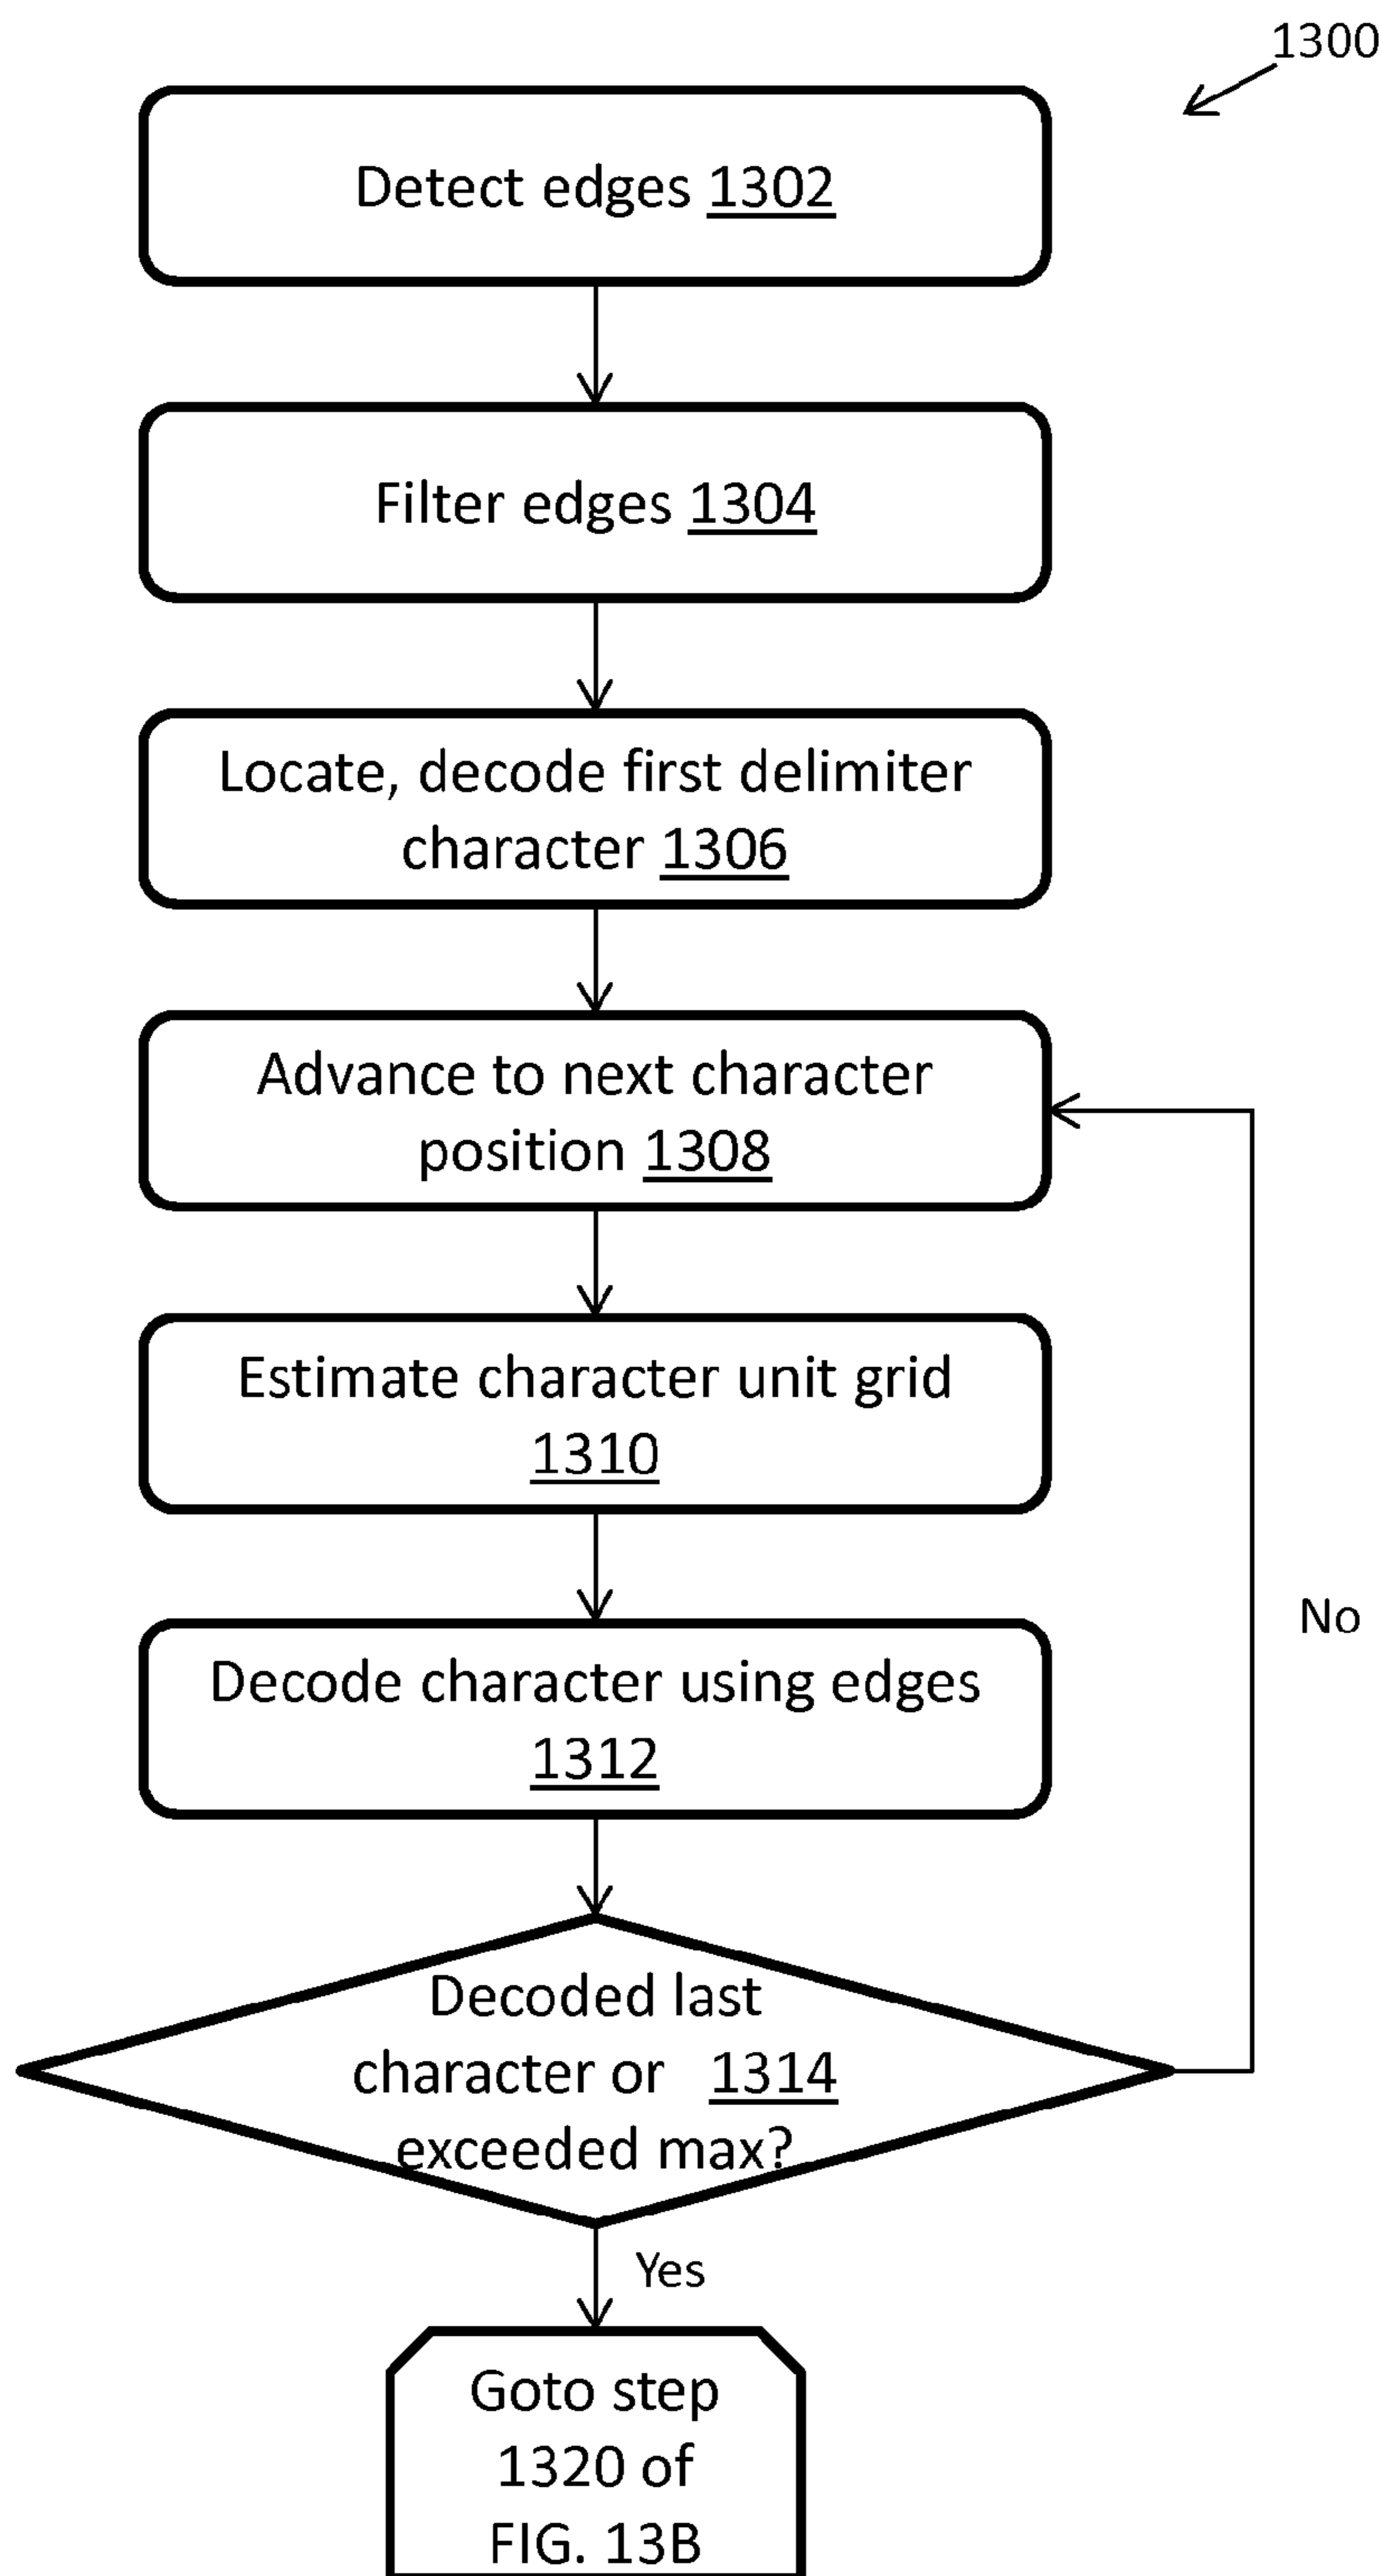 1300
Detect edges 1302
Filter edges 1304
Locate, decode first delimiter
character 1306
Advance to next character
position 1308
Estimate character unit grid
1310
Decode character using edges
1312
No
Decoded last
character or 1314
exceeded max?
Yes
Goto step
1320 of
FIG. 13B